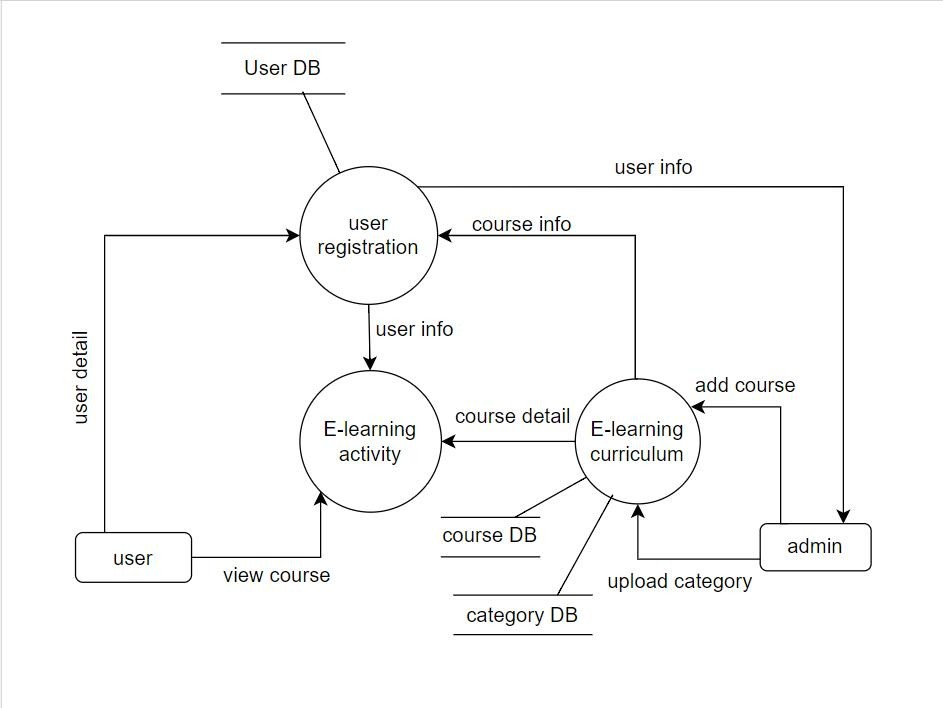 User DB
user info
user
registration
course info
user info
user detail
add course
course detail
E-learning
activity
E-learning
curriculum
course DB
admin
user
view course
upload category
category DB